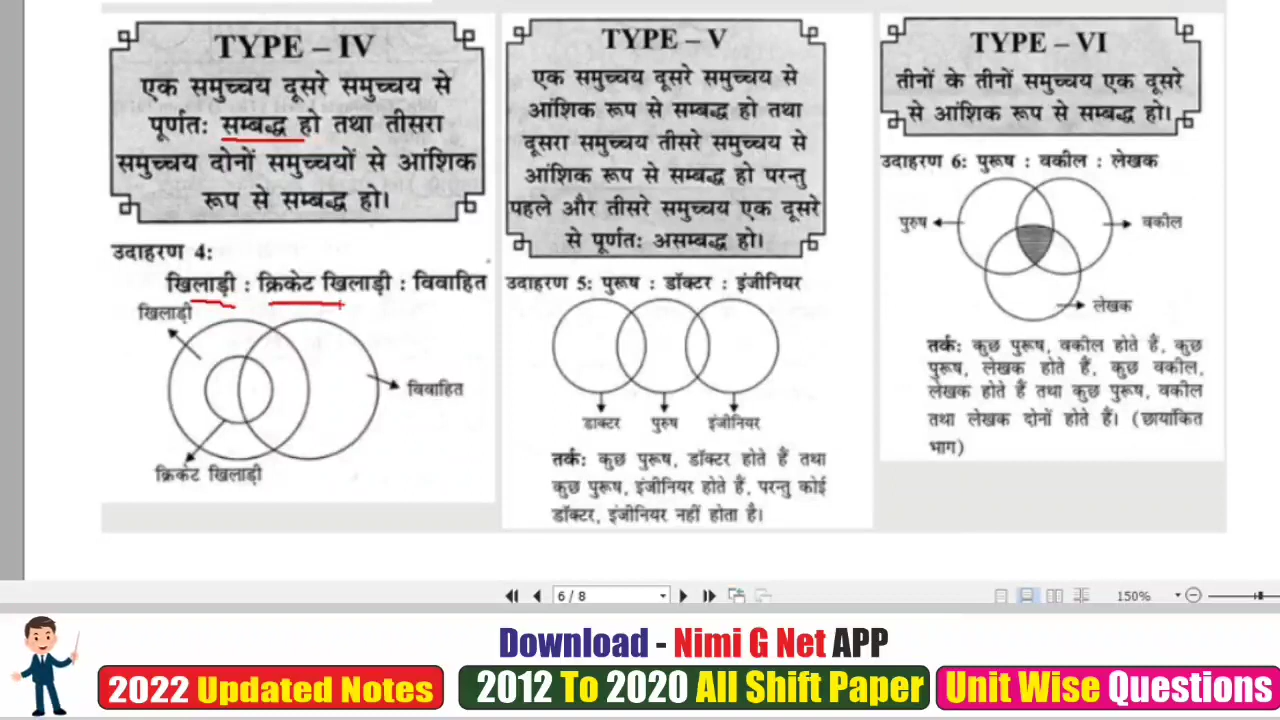 TYPE – IV
एक समुच्चय दूसरे समुच्चय से
पूर्णतः सम्बद्ध हो तथा तीसरा
समुच्चय दोनों समुच्चयों से आंशिक
रूप से सम्बद्ध हो।
उदाहरण 4:
खिलाड़ी : क्रिकेट खिलाड़ी : विवाहित
खिलाड़ी
विवाहित
क्रिकेट खिलाड़ी
TYPE – V
एक समुच्चय दूसरे समुच्चय से
आंशिक रूप से सम्बद्ध हो तथा
दूसरा समुच्चय तीसरे समुच्चय से
आंशिक रूप से सम्बद्ध हो परन्तु
पहले और तीसरे समुच्चय एक दूसरे
से पूर्णतः असम्बद्ध हो।
उदाहरण 5: पुरूष : डॉक्टर : इंजीनियर
डाक्टर पुरुष इंजीनियर
तर्क: कुछ पुरूष, डॉक्टर होते हैं तथा
कुछ पुरूष, इंजीनियर होते हैं, परन्तु कोई
डॉक्टर, इंजीनियर नहीं होता है।
TYPE – VI
तीनों के तीनों समुच्चय एक दूसरे
से आंशिक रूप से सम्बद्ध हो।
उदाहरण 6: पुरूष : वकील : लेखक
पुरुष
वकील
लेखक
तर्क: कुछ पुरूष, वकील होते हैं, कुछ
पुरूष, लेखक होते हैं, कुछ वकील,
लेखक होते हैं तथा कुछ पुरूष, वकील
तथा लेखक दोनों होते हैं। (छायांकित
भाग)
6 / 8
150%
Download - Nimi G Net APP
2022 Updated Notes
2012 To 2020 All Shift Paper
Unit Wise Questions